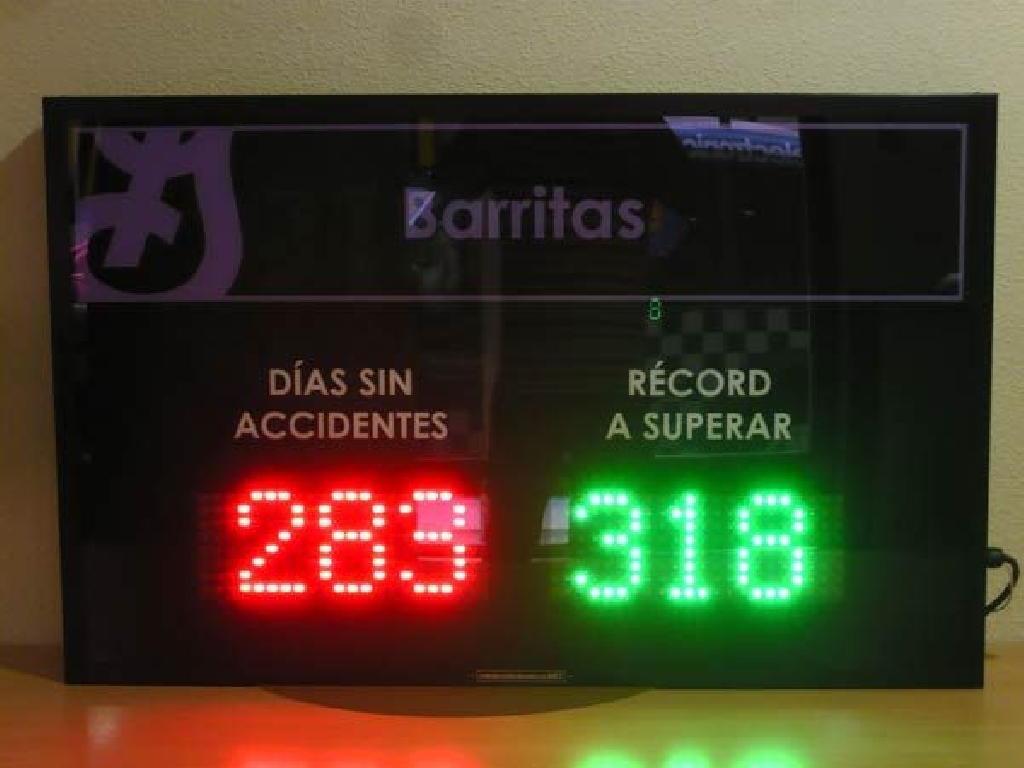 Barritas
DÍAS SIN
ACCIDENTES
RÉCORD
A SUPERAR
283
318